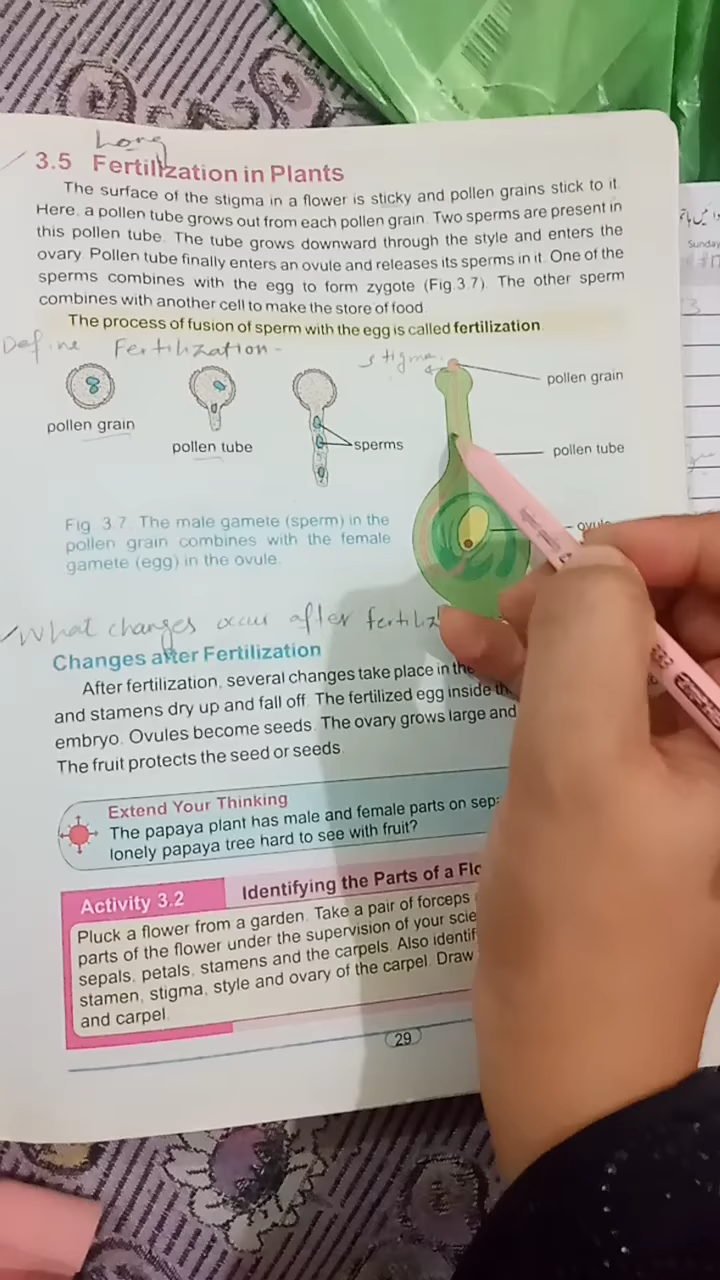 Long
3.5 Fertilization in Plants
The surface of the stigma in a flower is sticky and pollen grains stick to it.
Here, a pollen tube grows out from each pollen grain. Two sperms are present in
this pollen tube. The tube grows downward through the style and enters the
ovary. Pollen tube finally enters an ovule and releases its sperms in it. One of the
sperms combines with the egg to form zygote (Fig.3.7). The other sperm
combines with another cell to make the store of food.
The process of fusion of sperm with the egg is called fertilization.
Define Fertilization-
stigma
pollen grain
pollen grain
pollen tube
sperms
pollen tube
ovule
Fig. 3.7 The male gamete (sperm) in the
pollen grain combines with the female
gamete (egg) in the ovule.
What changes occur after fertiliz
Changes after Fertilization
After fertilization, several changes take place in the
and stamens dry up and fall off. The fertilized egg inside
embryo. Ovules become seeds. The ovary grows large and
The fruit protects the seed or seeds.
Extend Your Thinking
The papaya plant has male and female parts on sep
lonely papaya tree hard to see with fruit?
Activity 3.2
Identifying the Parts of a Flo
Pluck a flower from a garden. Take a pair of forceps
parts of the flower under the supervision of your scie
sepals, petals, stamens and the carpels. Also identif
stamen, stigma, style and ovary of the carpel. Draw
and carpel.
29
Sunday